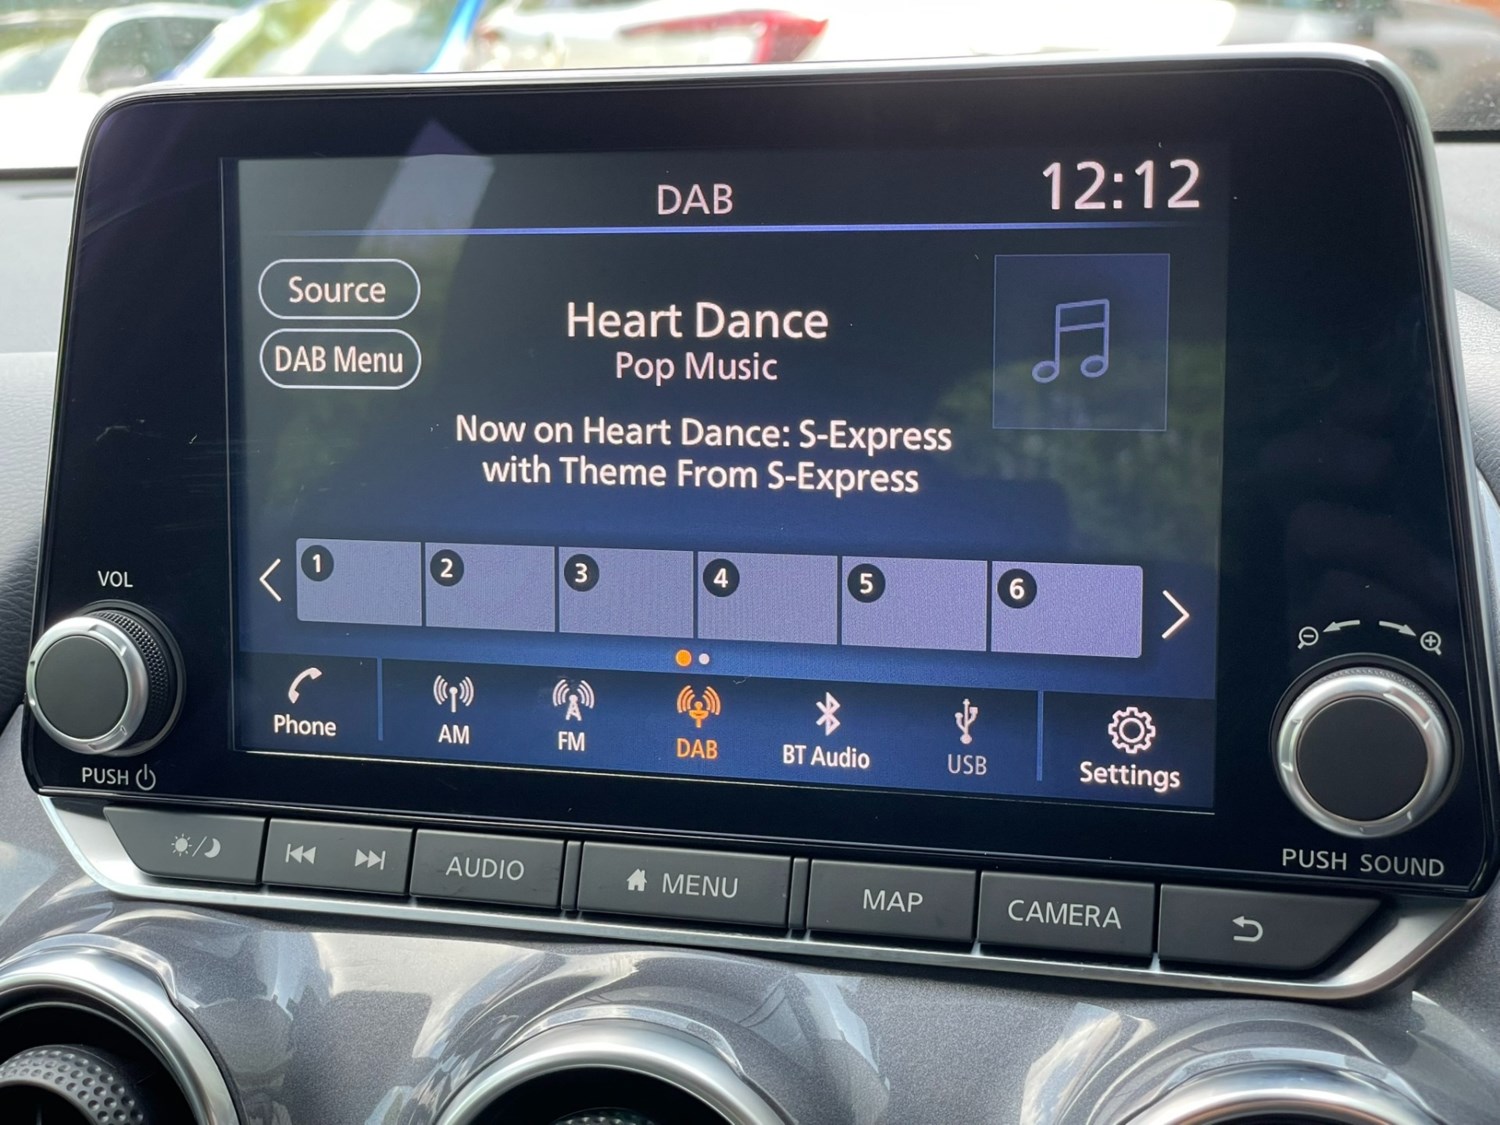 DAB
12:12
Source
DAB Menu
Heart Dance
Pop Music
Now on Heart Dance: S-Express
with Theme From S-Express
1 2 3 4 5 6
Phone
AM
FM
DAB
BT Audio
USB
Settings
VOL
PUSH
PUSH SOUND
AUDIO
MENU
MAP
CAMERA